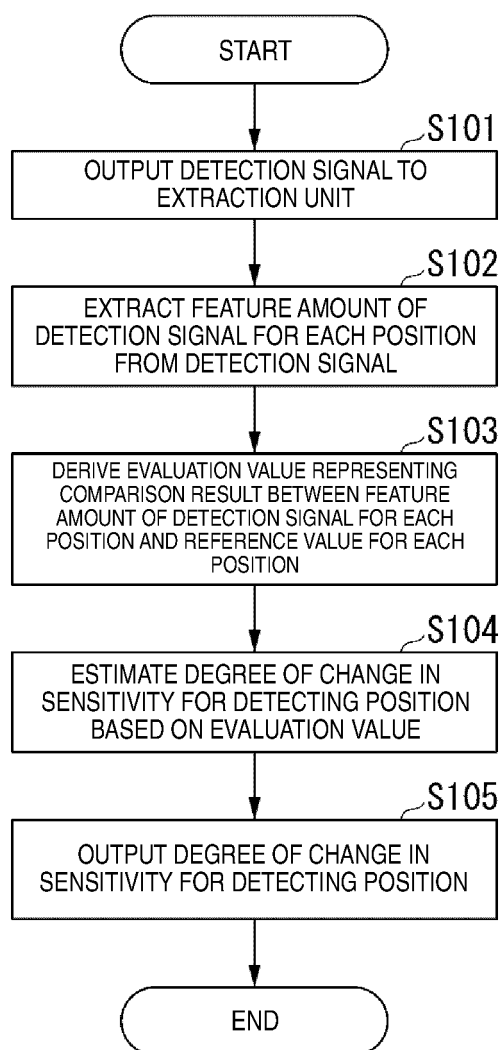 START
S101
OUTPUT DETECTION SIGNAL TO
EXTRACTION UNIT
S102
EXTRACT FEATURE AMOUNT OF
DETECTION SIGNAL FOR EACH POSITION
FROM DETECTION SIGNAL
S103
DERIVE EVALUATION VALUE REPRESENTING
COMPARISON RESULT BETWEEN FEATURE
AMOUNT OF DETECTION SIGNAL FOR EACH
POSITION AND REFERENCE VALUE FOR EACH
POSITION
S104
ESTIMATE DEGREE OF CHANGE IN
SENSITIVITY FOR DETECTING POSITION
BASED ON EVALUATION VALUE
S105
OUTPUT DEGREE OF CHANGE IN
SENSITIVITY FOR DETECTING POSITION
END